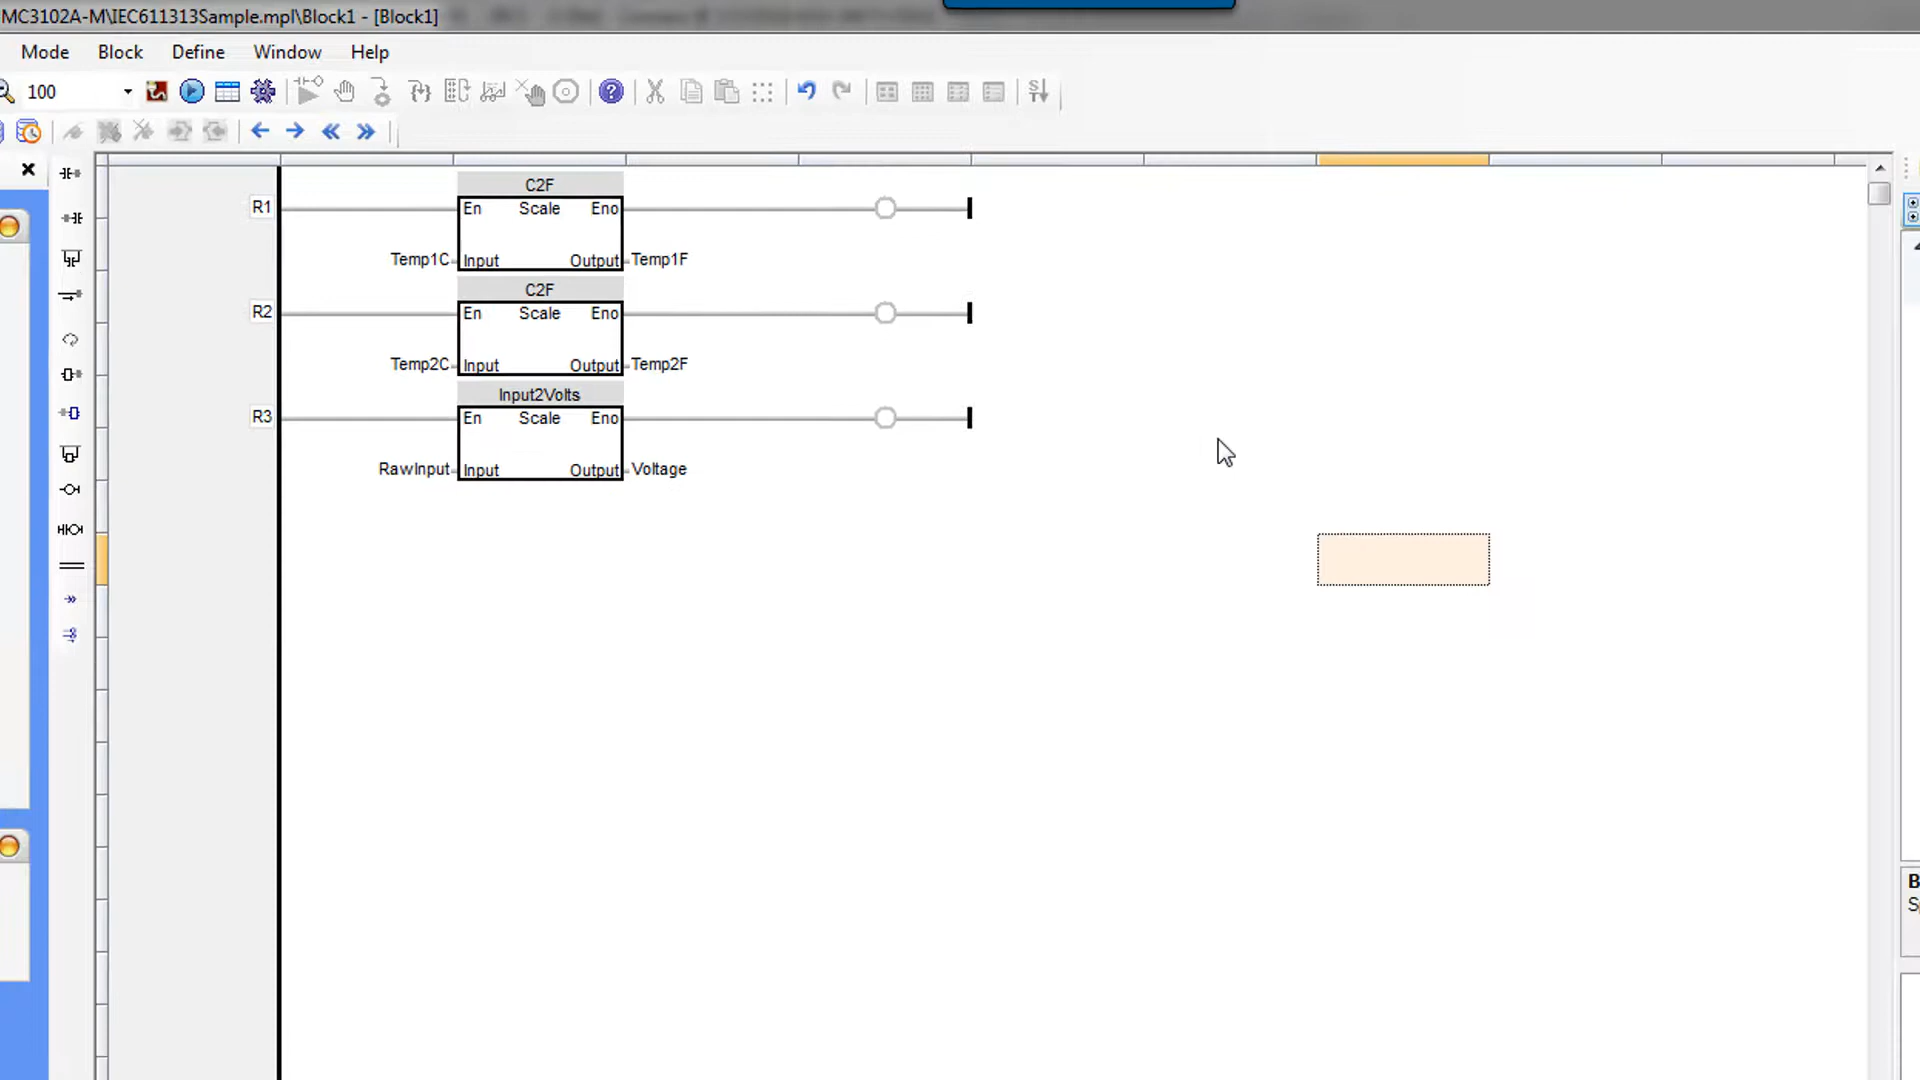 MC3102A-M\IEC611313Sample.mpl\Block1 - [Block1]
Mode Block Define Window Help
100
C2F
R1 En Scale Eno
Temp1C Input Output Temp1F
C2F
R2 En Scale Eno
Temp2C Input Output Temp2F
Input2Volts
R3 En Scale Eno
RawInput Input Output Voltage